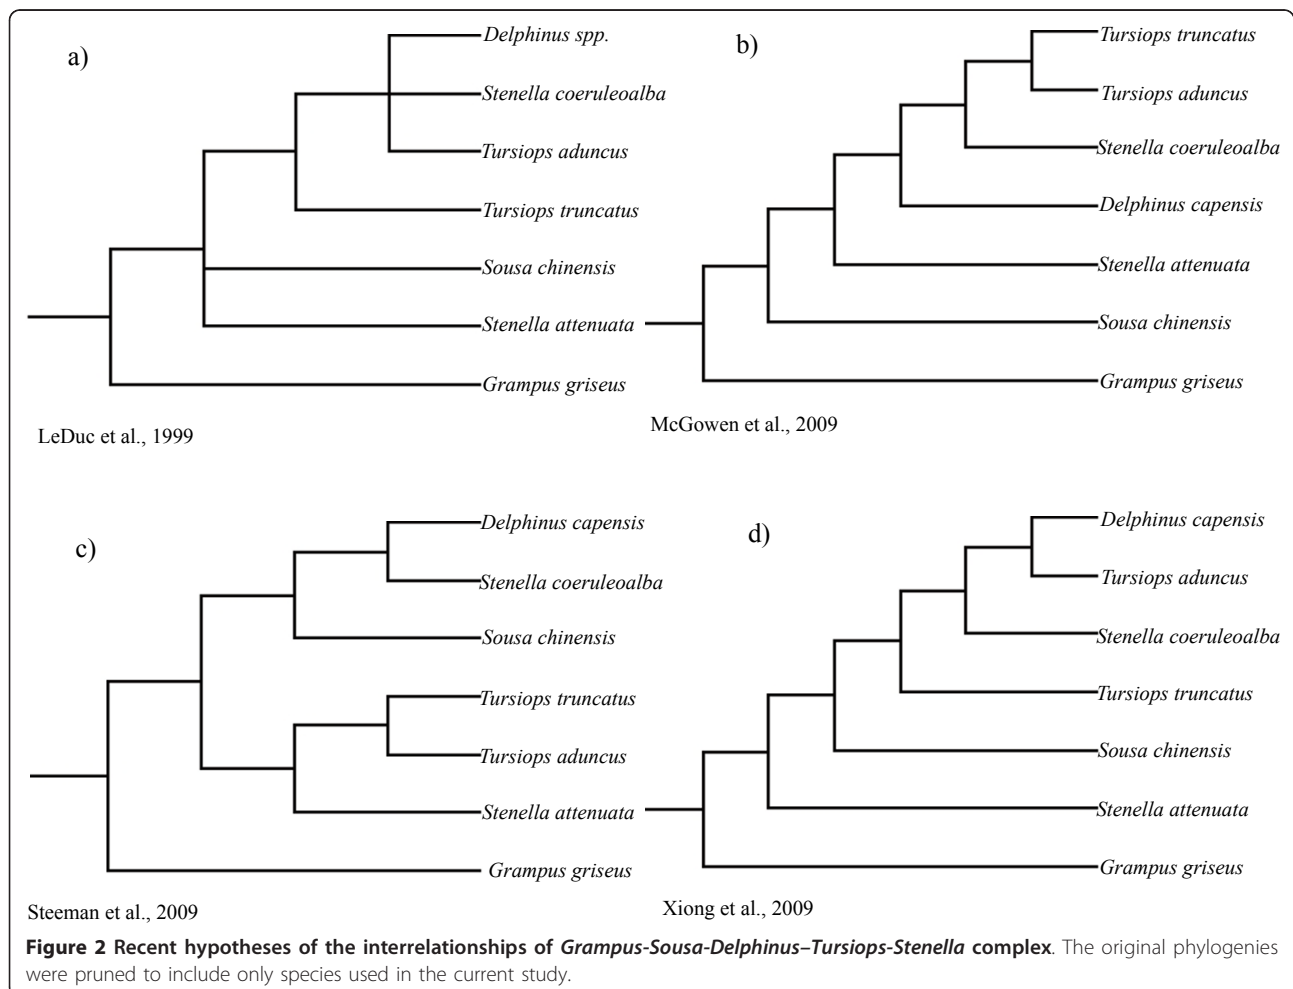 a)
Delphinus spp.
Stenella coeruleoalba
Tursiops aduncus
Tursiops truncatus
Sousa chinensis
Stenella attenuata
Grampus griseus
LeDuc et al., 1999
b)
Tursiops truncatus
Tursiops aduncus
Stenella coeruleoalba
Delphinus capensis
Stenella attenuata
Sousa chinensis
Grampus griseus
McGowen et al., 2009
c)
Delphinus capensis
Stenella coeruleoalba
Sousa chinensis
Tursiops truncatus
Tursiops aduncus
Stenella attenuata
Grampus griseus
Steeman et al., 2009
d)
Delphinus capensis
Tursiops aduncus
Stenella coeruleoalba
Tursiops truncatus
Sousa chinensis
Stenella attenuata
Grampus griseus
Xiong et al., 2009
Figure 2 Recent hypotheses of the interrelationships of Grampus-Sousa-Delphinus–Tursiops-Stenella complex. The original phylogenies
were pruned to include only species used in the current study.